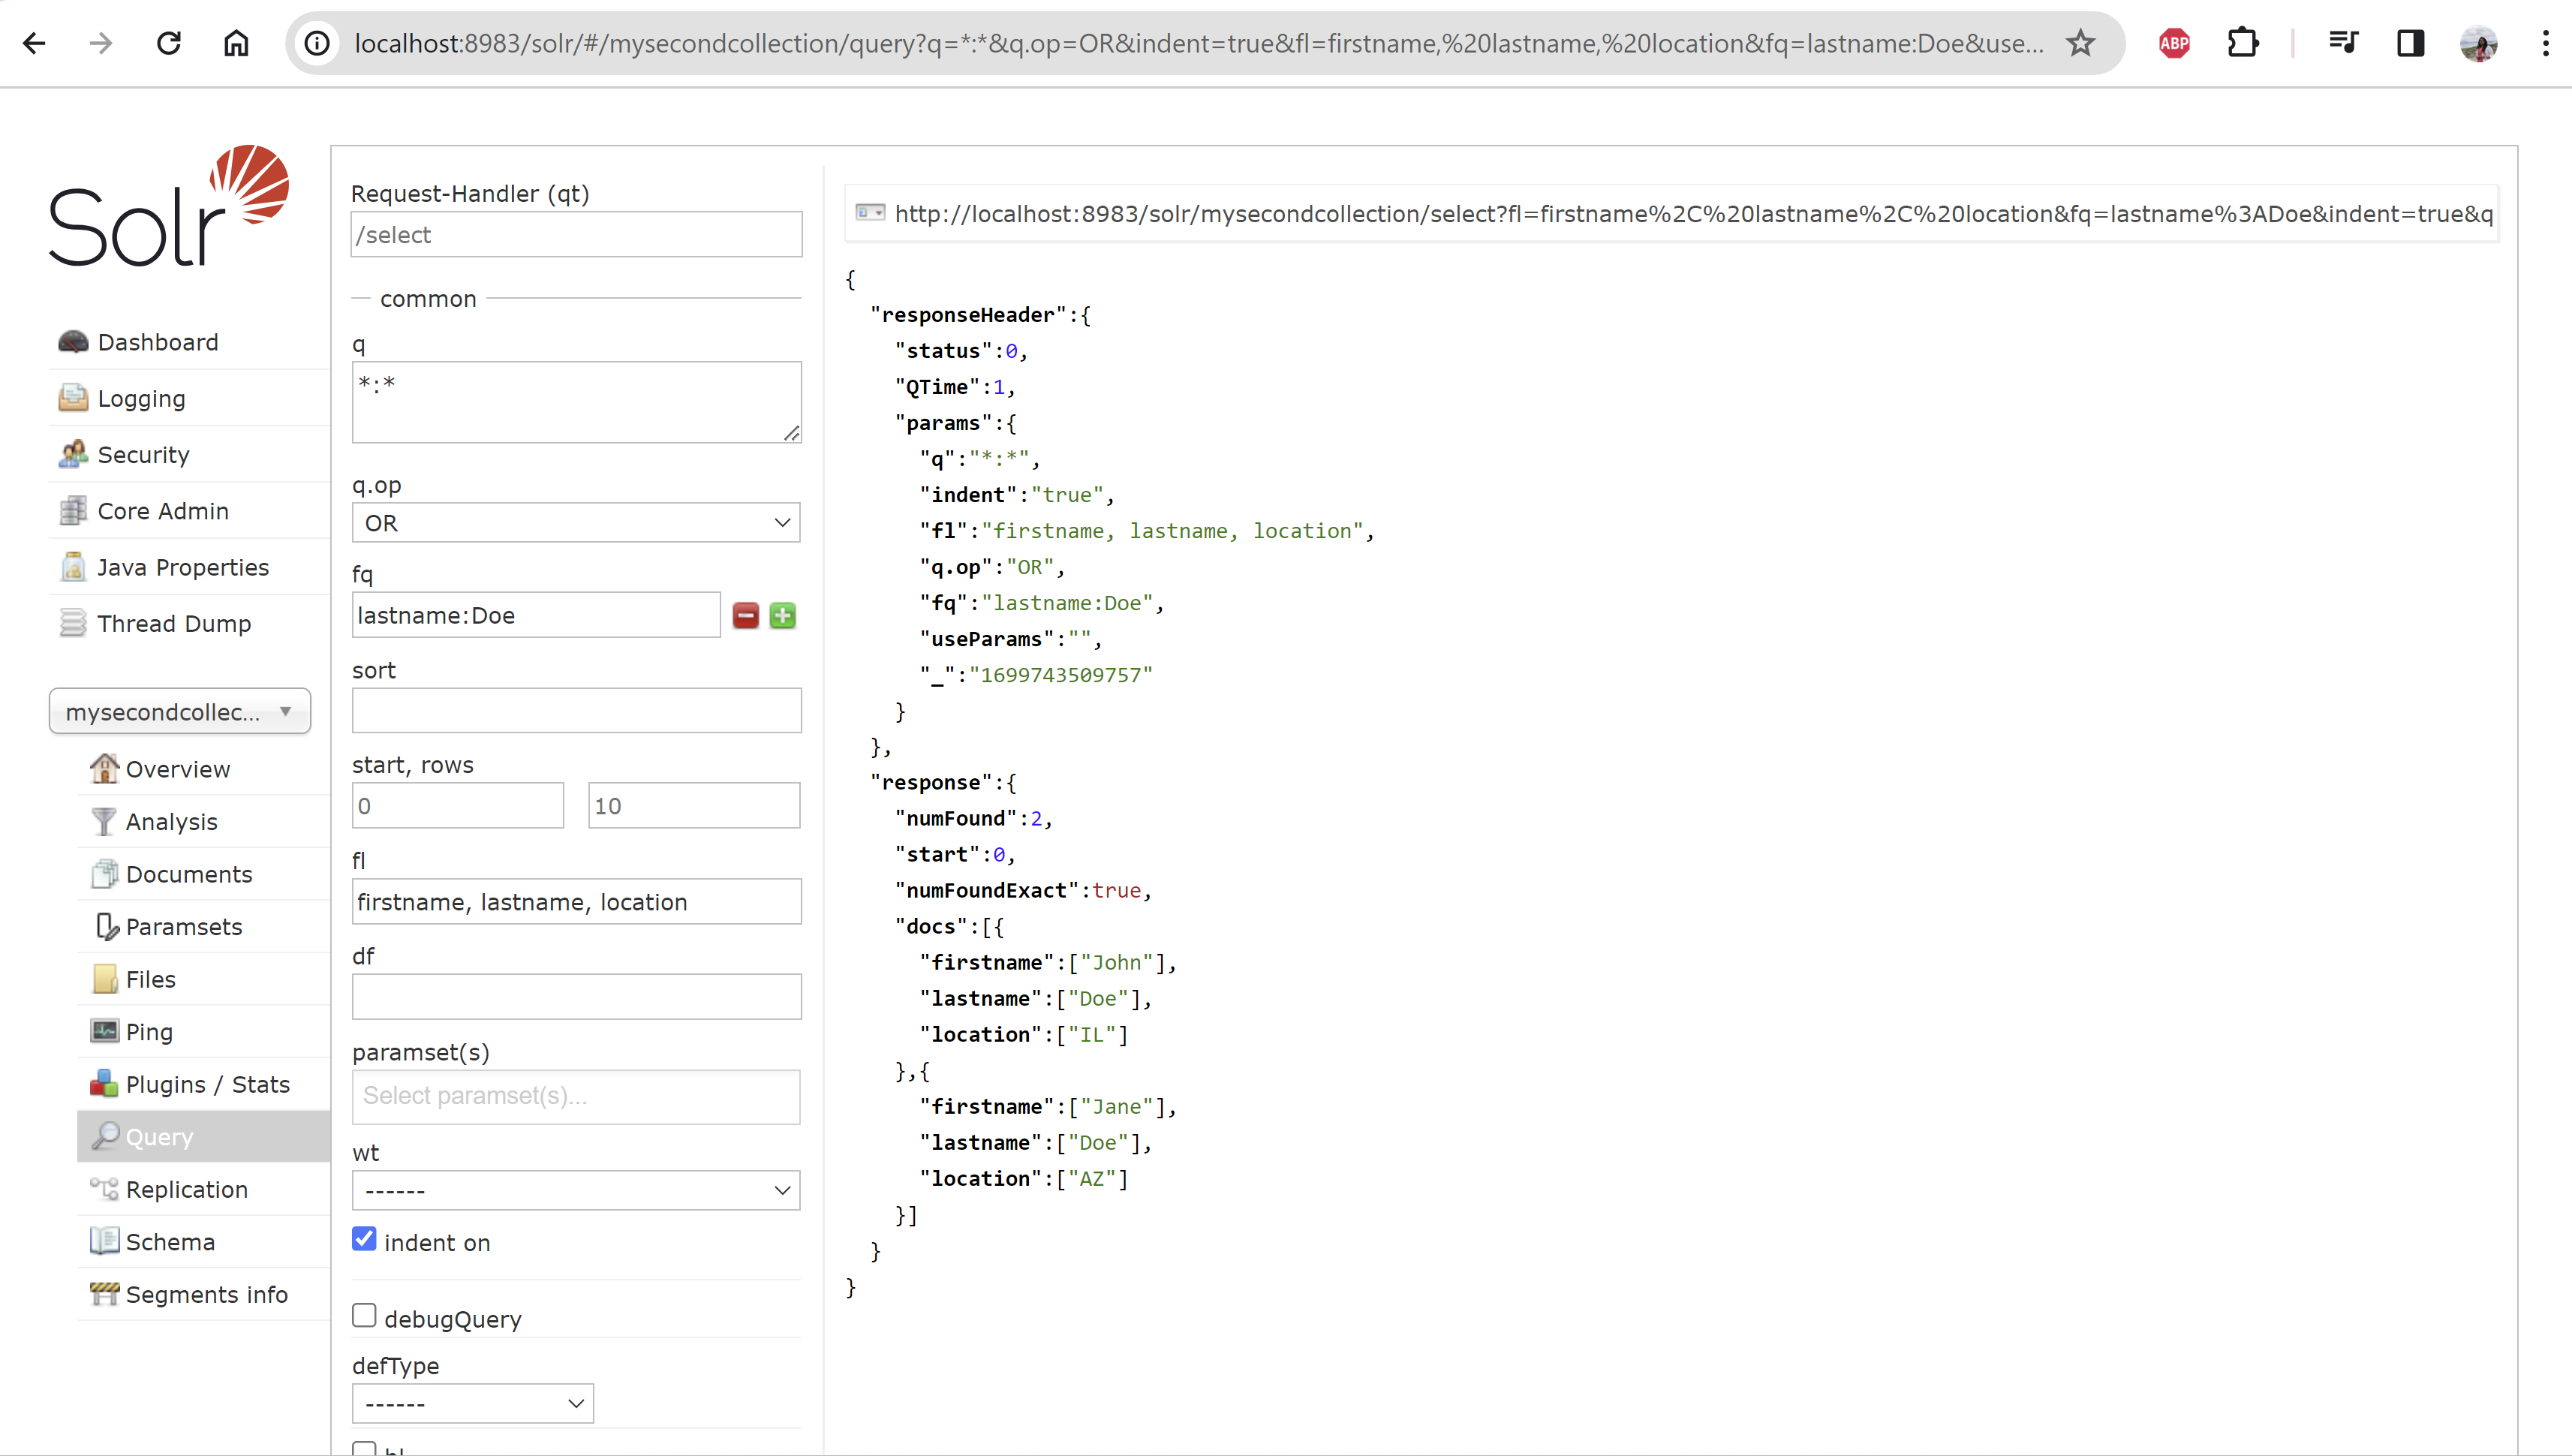 localhost:8983/solr/#/mysecondcollection/query?q=*:*&q.op=OR&indent=true&fl=firstname,%20lastname,%20location&fq=lastname:Doe&use...
ABP
Solr
Dashboard
Logging
Security
Core Admin
Java Properties
Thread Dump
mysecondcollec...
Overview
Analysis
Documents
Paramsets
Files
Ping
Plugins / Stats
Query
Replication
Schema
Segments info
Request-Handler (qt)
/select
common
q
*:*
q.op
OR
fq
lastname:Doe
sort
start, rows
0 10
fl
firstname, lastname, location
df
paramset(s)
Select paramset(s)...
wt
------
indent on
debugQuery
defType
------
http://localhost:8983/solr/mysecondcollection/select?fl=firstname%2C%20lastname%2C%20location&fq=lastname%3ADoe&indent=true&q
{
"responseHeader":{
"status":0,
"QTime":1,
"params":{
"q":"*:*",
"indent":"true",
"fl":"firstname, lastname, location",
"q.op":"OR",
"fq":"lastname:Doe",
"useParams":"",
"_":"1699743509757"
}
},
"response":{
"numFound":2,
"start":0,
"numFoundExact":true,
"docs":[{
"firstname":["John"],
"lastname":["Doe"],
"location":["IL"]
},{
"firstname":["Jane"],
"lastname":["Doe"],
"location":["AZ"]
}]
}
}